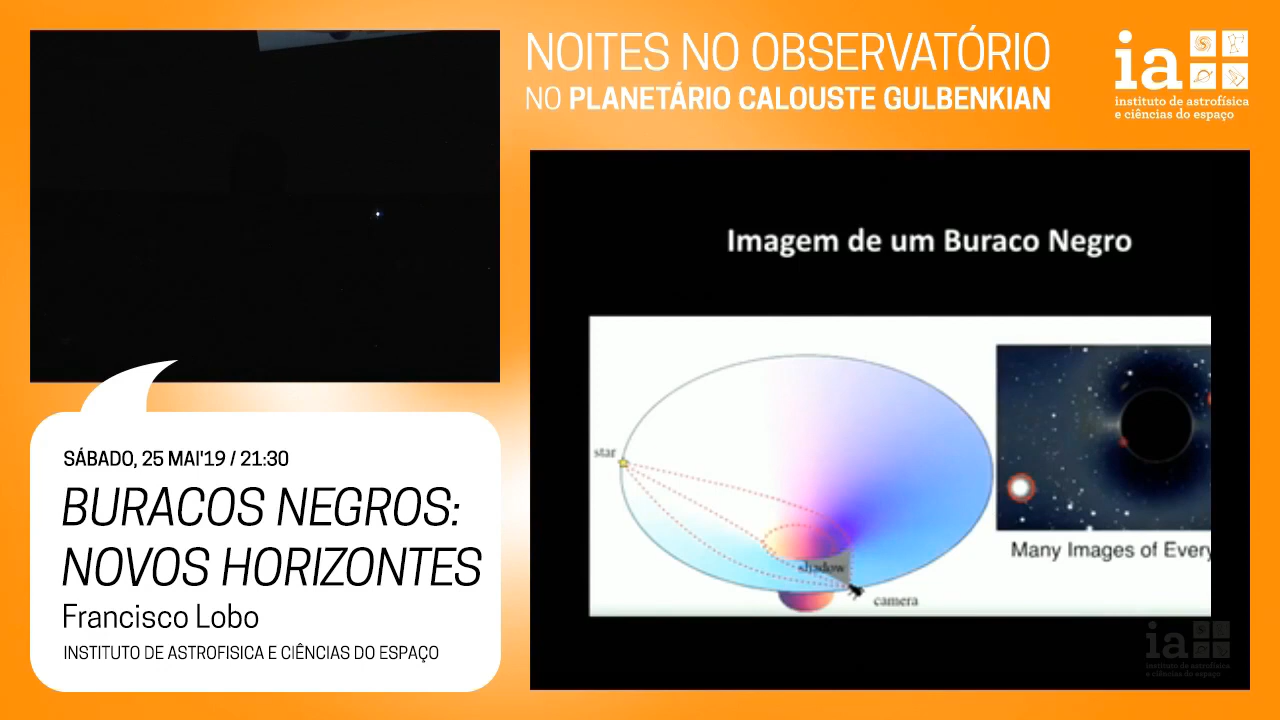 NOITES NO OBSERVATÓRIO
NO PLANETÁRIO CALOUSTE GULBENKIAN
ia
instituto de astrofísica
e ciências do espaço
SÁBADO, 25 MAI'19 / 21:30
BURACOS NEGROS:
NOVOS HORIZONTES
Francisco Lobo
INSTITUTO DE ASTROFISICA E CIÊNCIAS DO ESPAÇO
Imagem de um Buraco Negro
star
shadow
camera
Many Images of Every
ia
instituto de astrofísica
e ciências do espaço